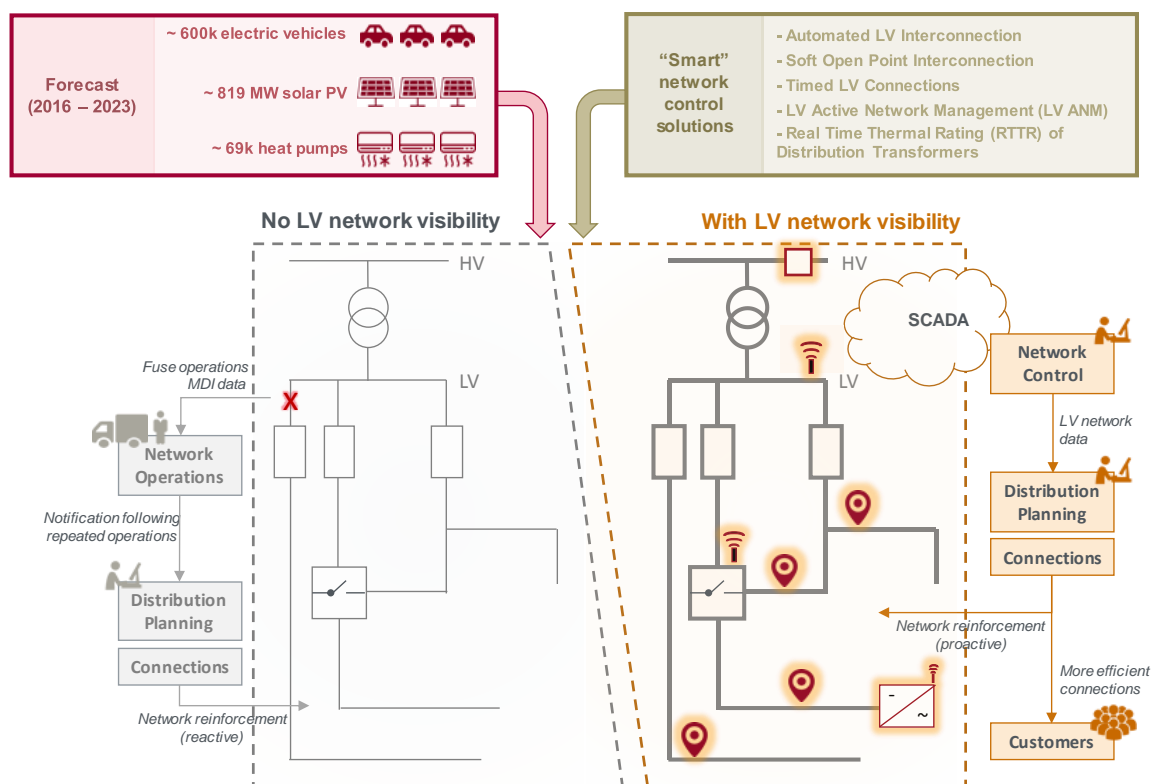 Forecast
(2016 – 2023)
~ 600k electric vehicles
~ 819 MW solar PV
~ 69k heat pumps
“Smart”
network
control
solutions
- Automated LV Interconnection
- Soft Open Point Interconnection
- Timed LV Connections
- LV Active Network Management (LV ANM)
- Real Time Thermal Rating (RTTR) of
Distribution Transformers
No LV network visibility
HV
LV
Fuse operations
MDI data
X
Network
Operations
Notification following
repeated operations
Distribution
Planning
Connections
Network reinforcement
(reactive)
With LV network visibility
HV
SCADA
LV
Network
Control
LV network
data
Distribution
Planning
Connections
Network reinforcement
(proactive)
More efficient
connections
-
~
Customers